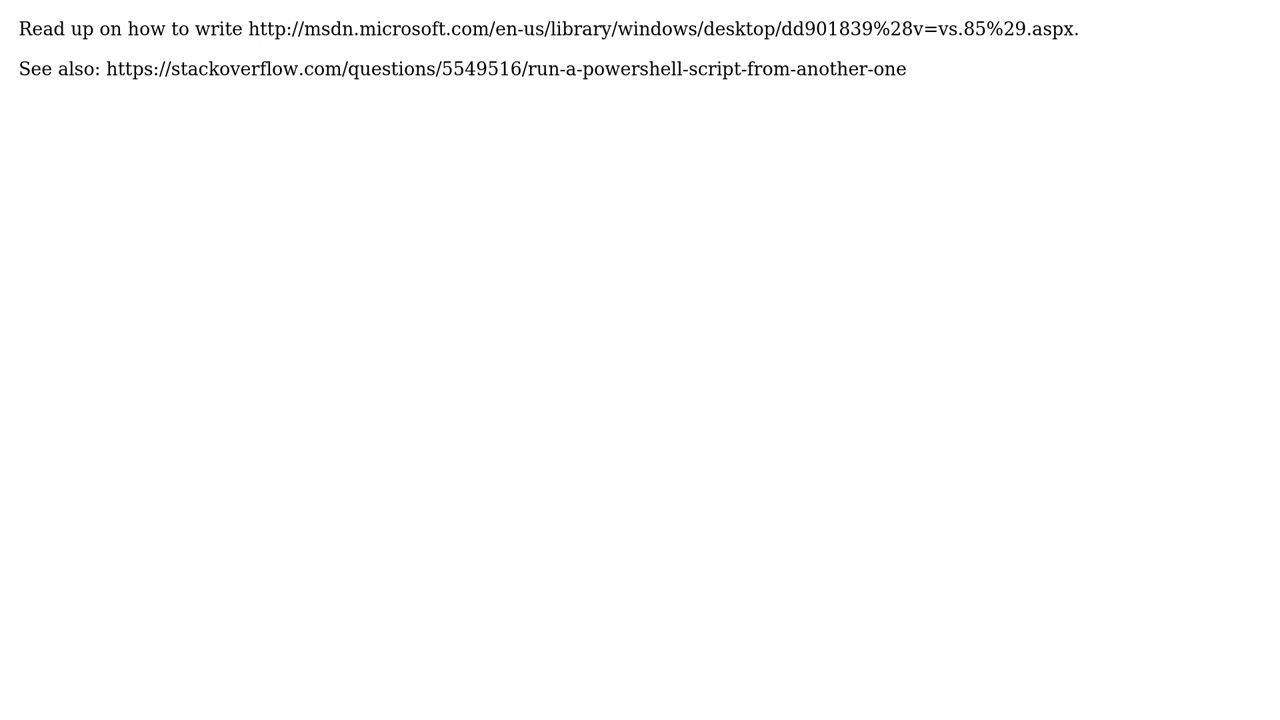 Read up on how to write http://msdn.microsoft.com/en-us/library/windows/desktop/dd901839%28v=vs.85%29.aspx.
See also: https://stackoverflow.com/questions/5549516/run-a-powershell-script-from-another-one